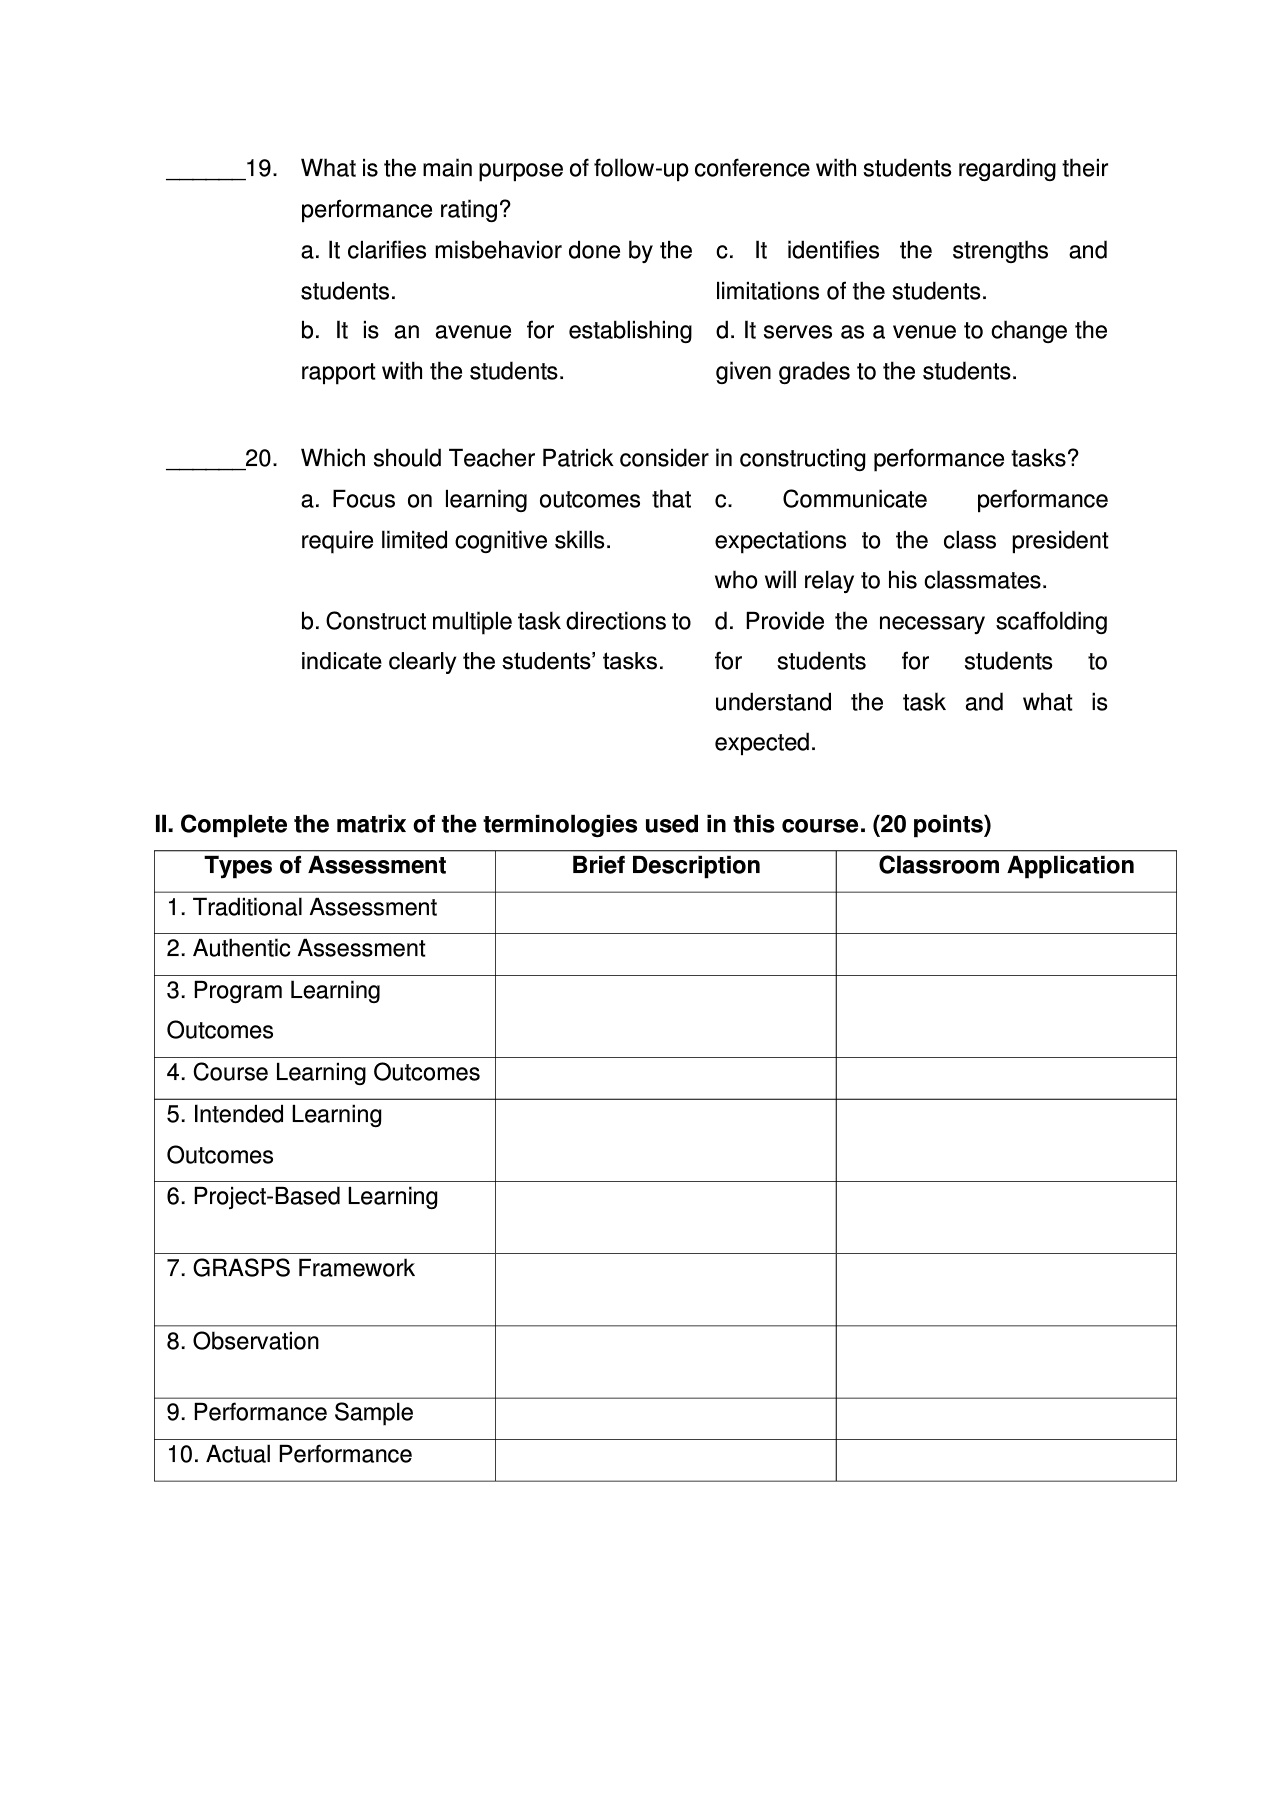 ______19. What is the main purpose of follow-up conference with students regarding their
performance rating?
a. It clarifies misbehavior done by the
students.
c. It identifies the strengths and
limitations of the students.
b. It is an avenue for establishing
rapport with the students.
d. It serves as a venue to change the
given grades to the students.
______20. Which should Teacher Patrick consider in constructing performance tasks?
a. Focus on learning outcomes that
require limited cognitive skills.
c. Communicate performance
expectations to the class president
who will relay to his classmates.
b. Construct multiple task directions to
indicate clearly the students’ tasks.
d. Provide the necessary scaffolding
for students for students to
understand the task and what is
expected.
II. Complete the matrix of the terminologies used in this course. (20 points)
Types of Assessment Brief Description Classroom Application
1. Traditional Assessment
2. Authentic Assessment
3. Program Learning
Outcomes
4. Course Learning Outcomes
5. Intended Learning
Outcomes
6. Project-Based Learning
7. GRASPS Framework
8. Observation
9. Performance Sample
10. Actual Performance